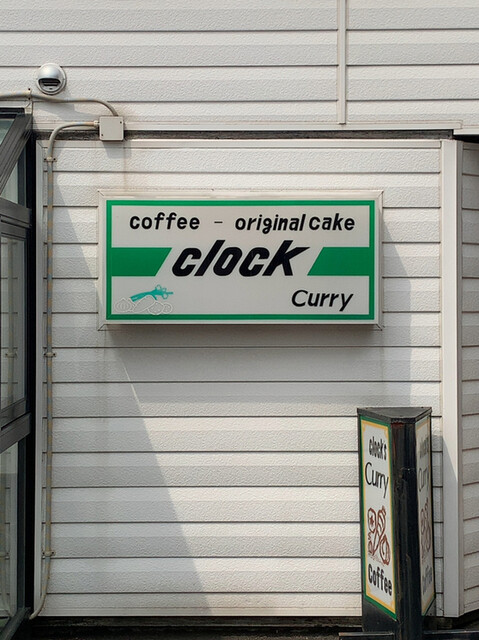 coffee - original cake
clock
Curry
clock's
Curry
Coffee